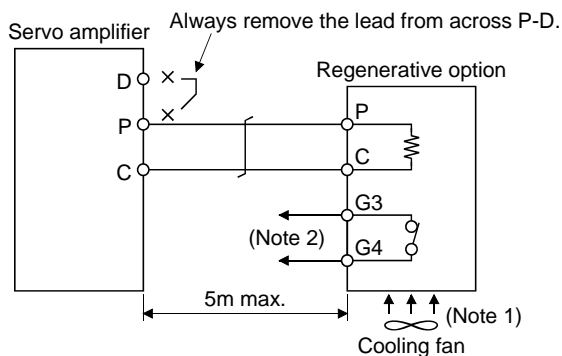 Always remove the lead from across P-D.
Servo amplifier
Regenerative option
D
P
P
C
C
G3
(Note 2)
G4
5m max.
(Note 1)
Cooling fan